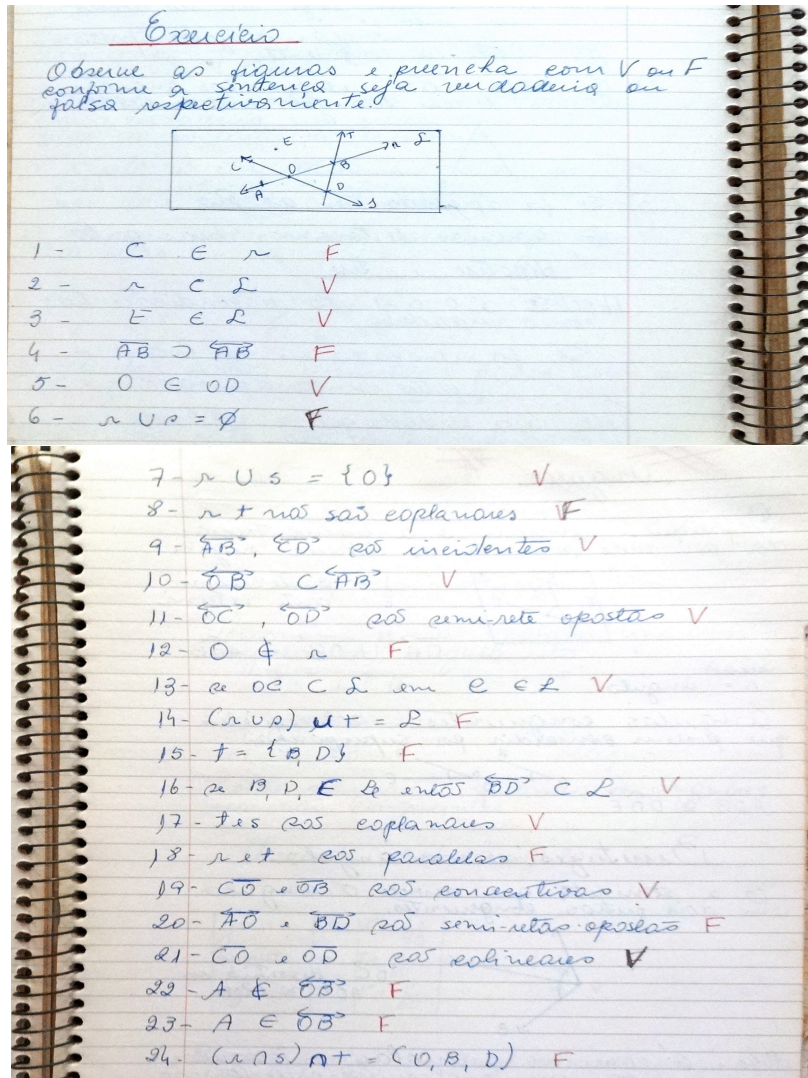 Exercício
Observe as figuras e preencha com V ou F
conforme a sentença seja verdadeira ou
falsa respectivamente.
E T r L
C O B
A D s
1 - C ∈ r F
2 - r ⊂ L V
3 - E ∈ L V
4 - AB ⊃ AB F
5 - O ∈ OD V
6 - r ∪ s = Ø F
7 - r ∪ s = {O} V
8 - r t não são coplanares F
9 - AB, CD são incidentes V
10 - OB ⊂ AB V
11 - OC, OD são semi-reta opostas V
12 - O ∉ r F
13 - se OC ⊂ L em C ∈ L V
14 - (r ∪ s) ∪ t = L F
15 - t = {B, D} F
16 - se B, D, ∈ L então BD ⊂ L V
17 - t e s são coplanares V
18 - r e t são paralelas F
19 - CO e OB são consecutivas V
20 - AO e BD são semi-retas opostas F
21 - CO e OD são colineares V
22 - A ∉ OB F
23 - A ∈ OB F
24 - (r ∩ s) ∩ t = (O, B, D) F